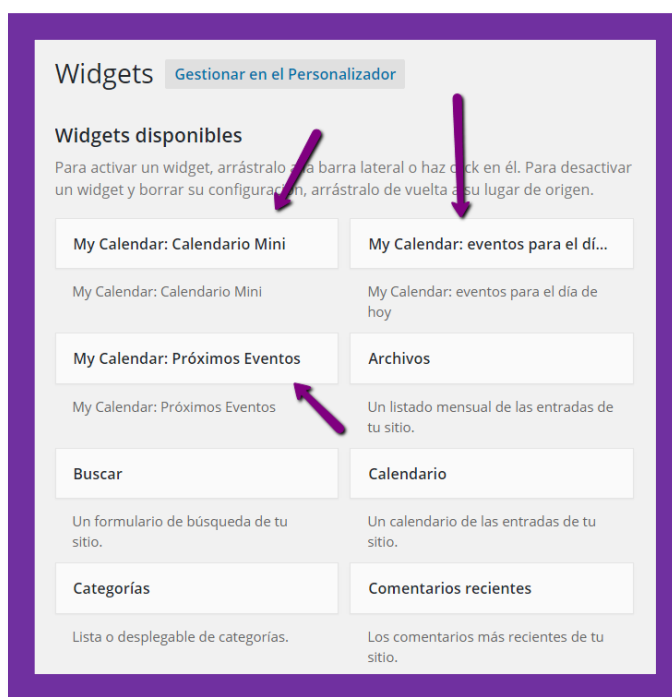 Widgets Gestionar en el Personalizador
Widgets disponibles
Para activar un widget, arrástralo a la barra lateral o haz click en él. Para desactivar
un widget y borrar su configuración, arrástralo de vuelta a su lugar de origen.
My Calendar: Calendario Mini
My Calendar: eventos para el dí...
My Calendar: Calendario Mini
My Calendar: eventos para el día de
hoy
My Calendar: Próximos Eventos
Archivos
My Calendar: Próximos Eventos
Un listado mensual de las entradas de
tu sitio.
Buscar
Calendario
Un formulario de búsqueda de tu
sitio.
Un calendario de las entradas de tu
sitio.
Categorías
Comentarios recientes
Lista o desplegable de categorías.
Los comentarios más recientes de tu
sitio.